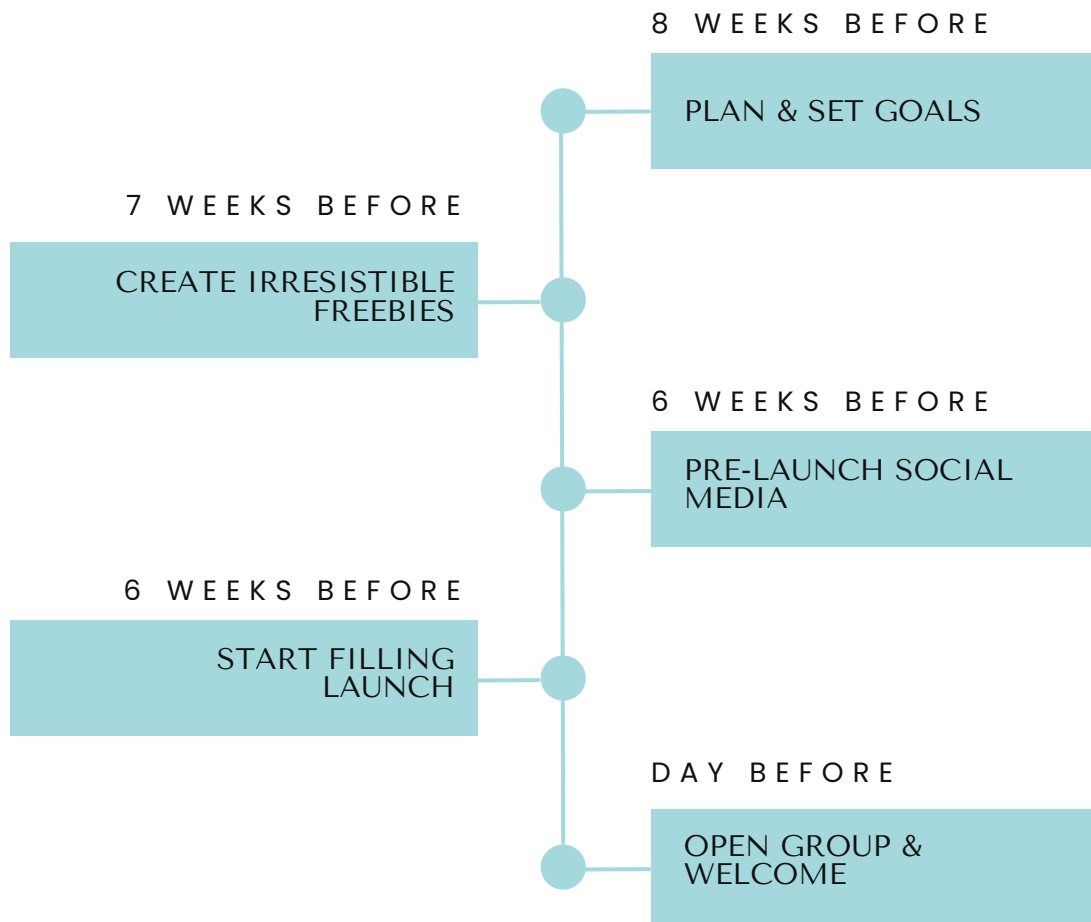 8 WEEKS BEFORE
PLAN & SET GOALS
7 WEEKS BEFORE
CREATE IRRESISTIBLE
FREEBIES
6 WEEKS BEFORE
PRE-LAUNCH SOCIAL
MEDIA
6 WEEKS BEFORE
START FILLING
LAUNCH
DAY BEFORE
OPEN GROUP &
WELCOME